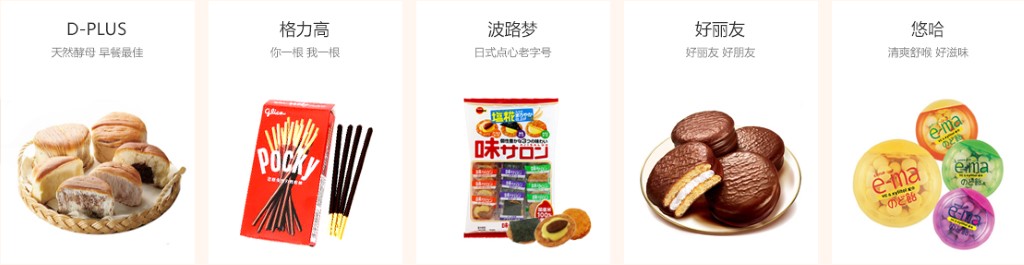 D-PLUS
天然酵母 早餐最佳
格力高
你一根 我一根
Glico
POCKY
波路梦
日式点心老字号
味サロン
好丽友
好丽友 好朋友
悠哈
清爽舒喉 好滋味
e-ma
e-ma
のど飴
e-ma